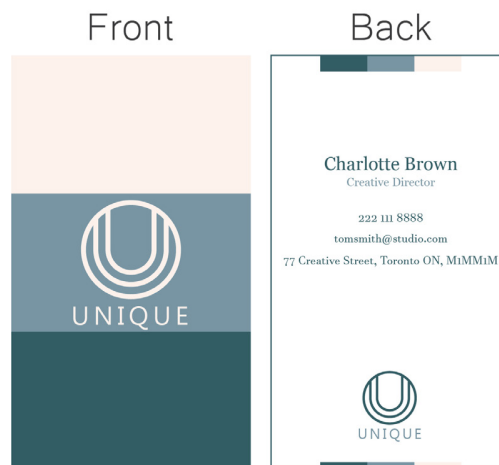 Front
Back
UNIQUE
Charlotte Brown
Creative Director
222 111 8888
tomsmith@studio.com
77 Creative Street, Toronto ON, M1MM1M
UNIQUE